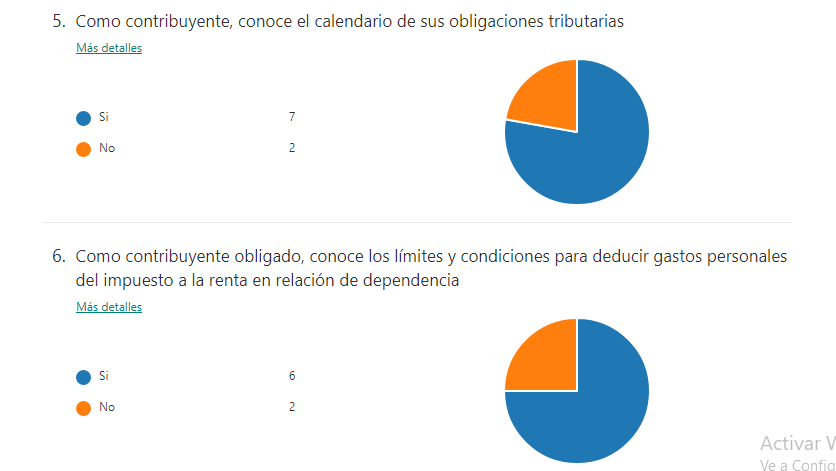 5. Como contribuyente, conoce el calendario de sus obligaciones tributarias
Más detalles
Si 7
No 2
6. Como contribuyente obligado, conoce los límites y condiciones para deducir gastos personales
del impuesto a la renta en relación de dependencia
Más detalles
Si 6
No 2
Activar
Ve a